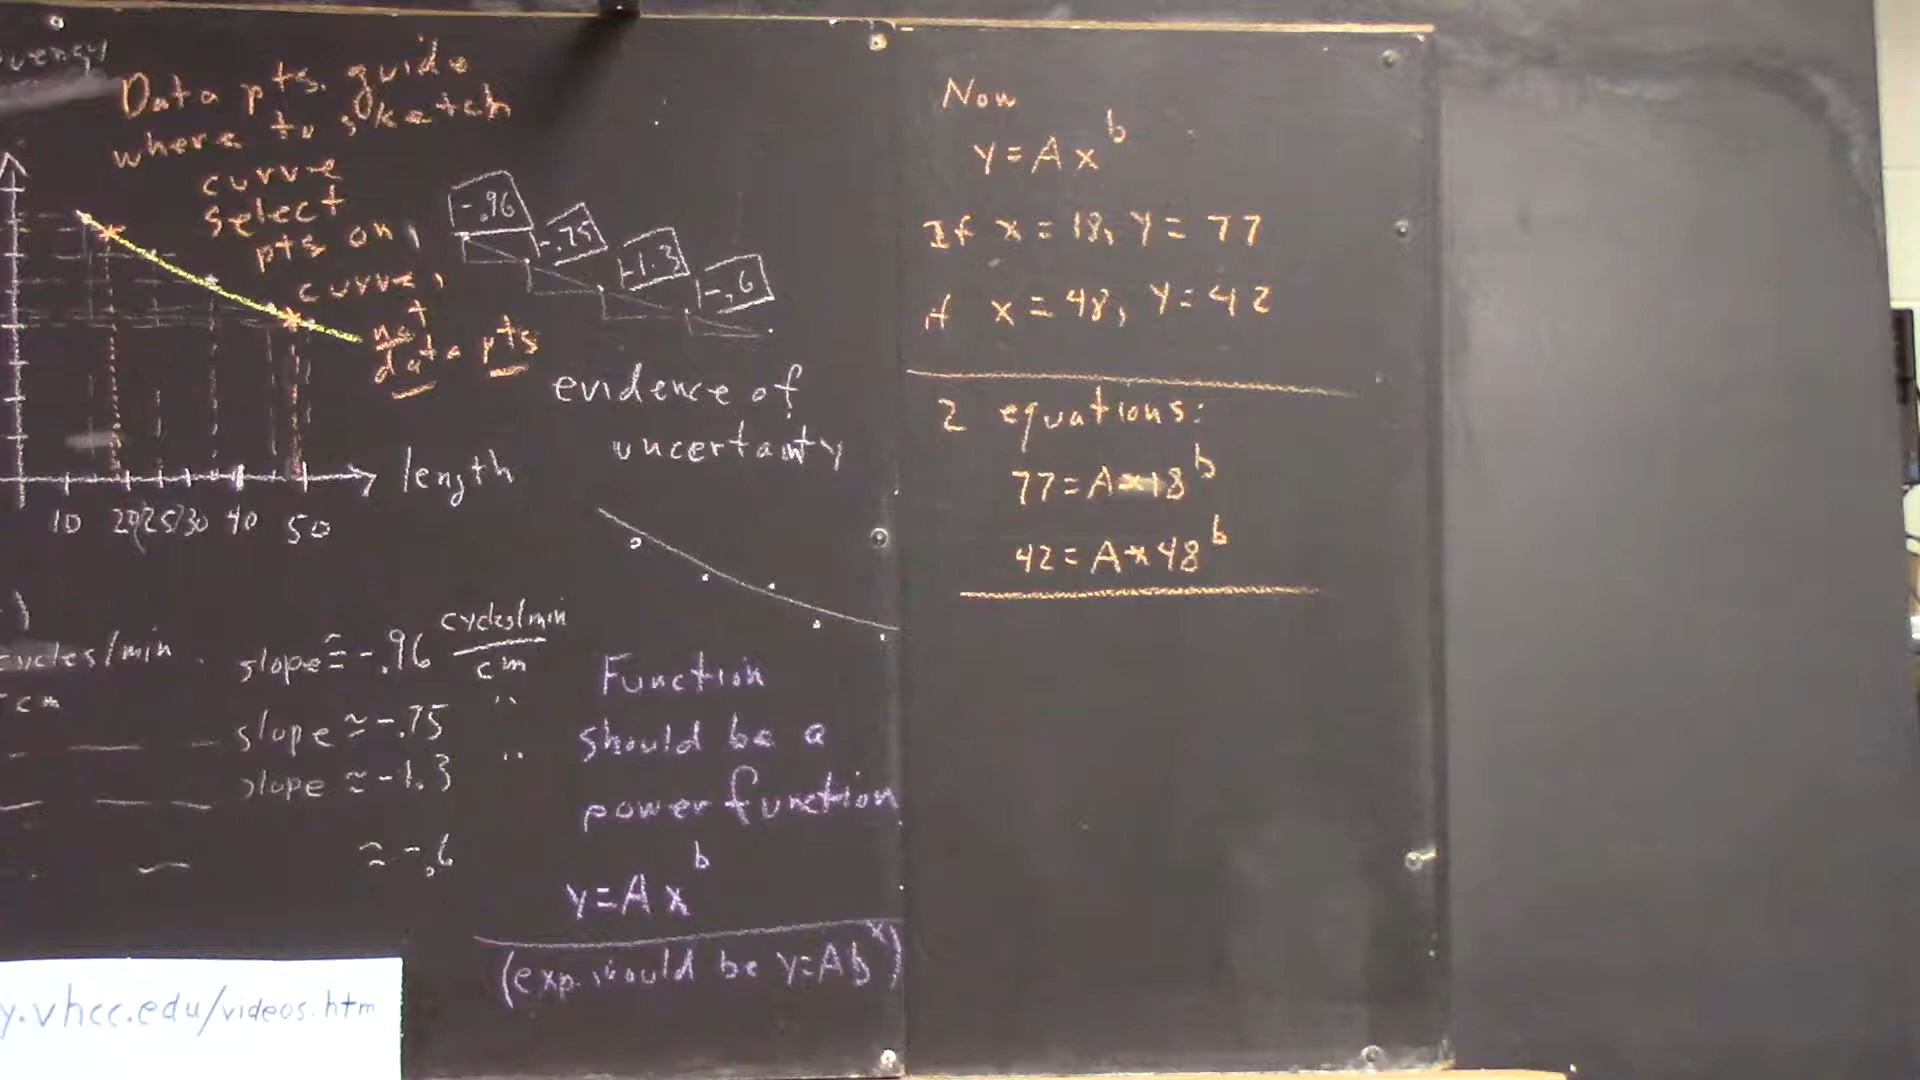 Data pts. guide
where to sketch
curve
select
pts on
curve,
not
data pts
length
10 20 25 30 40 50
-.96
-.75
-1.3
-.6
evidence of
uncertainty
cycles/min
cm
slope ≅ -.96 cycles/min
cm
slope ≈ -.75 "
slope ≈ -1.3 "
≈ -.6
Function
should be a
power function
y = A x^b
(exp. would be y = A b^x)
y.vhcc.edu/videos.htm
Now
y = A x^b
If x = 18, y = 77
if x = 48, y = 42
2 equations:
77 = A * 18^b
42 = A * 48^b